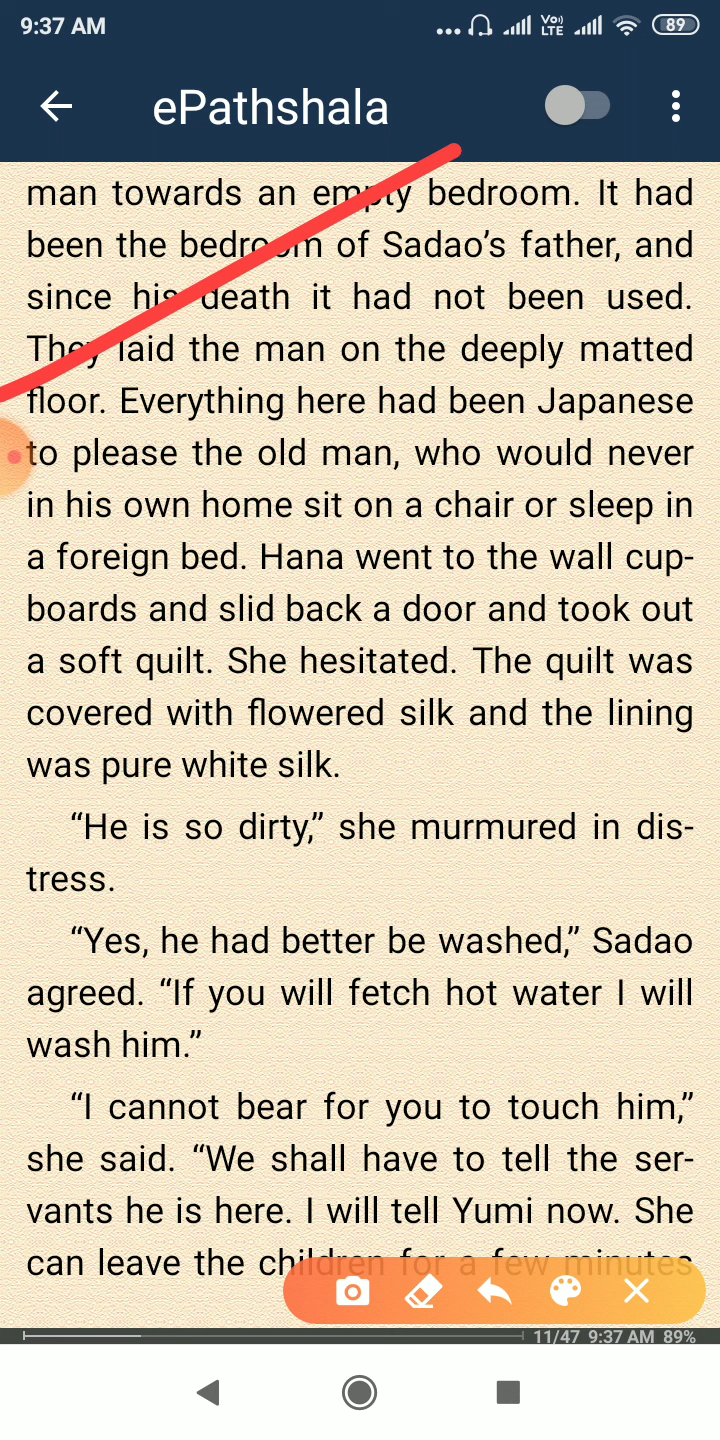 9:37 AM
Vo)) LTE
89
ePathshala
man towards an empty bedroom. It had
been the bedroom of Sadao’s father, and
since his death it had not been used.
They laid the man on the deeply matted
floor. Everything here had been Japanese
to please the old man, who would never
in his own home sit on a chair or sleep in
a foreign bed. Hana went to the wall cup-
boards and slid back a door and took out
a soft quilt. She hesitated. The quilt was
covered with flowered silk and the lining
was pure white silk.
“He is so dirty,” she murmured in dis-
tress.
“Yes, he had better be washed,” Sadao
agreed. “If you will fetch hot water I will
wash him.”
“I cannot bear for you to touch him,”
she said. “We shall have to tell the ser-
vants he is here. I will tell Yumi now. She
can leave the children for a few minutes
11/47 9:37 AM 89%